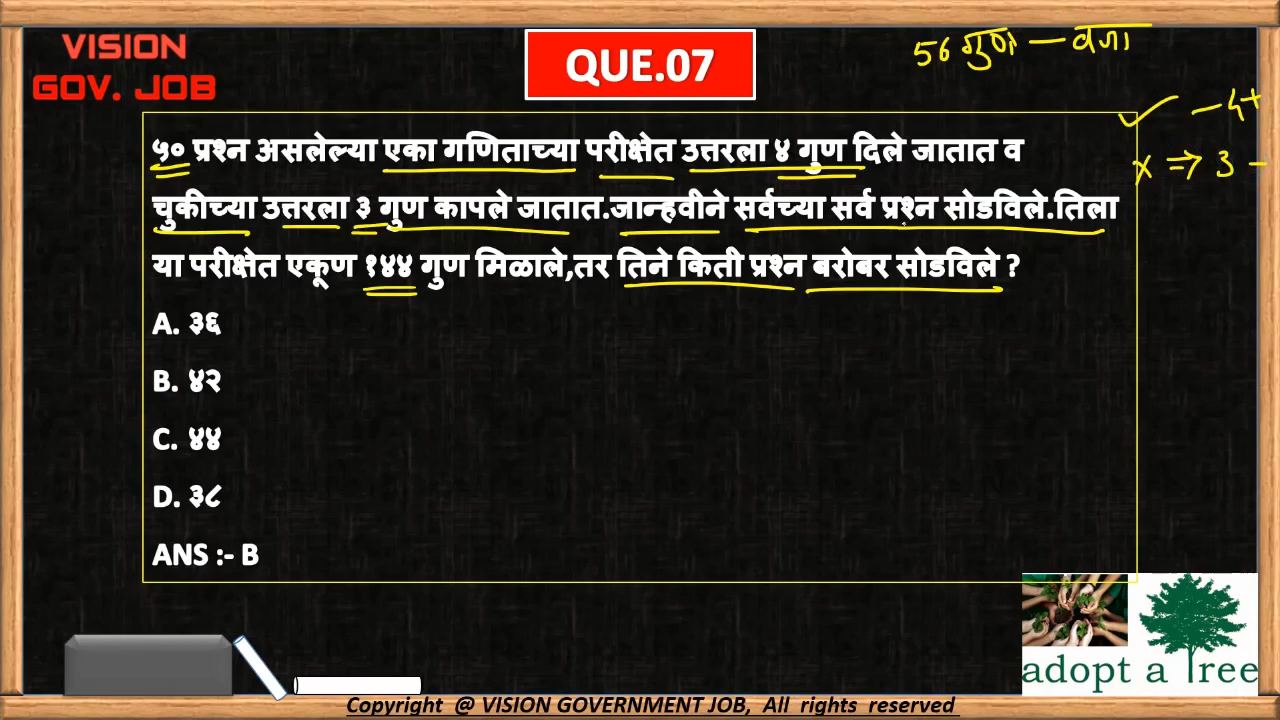 VISION
GOV. JOB
QUE.07
56 गुण — वजा
— 4+
x ⇒ 3 –
५० प्रश्न असलेल्या एका गणिताच्या परीक्षेत उत्तरला ४ गुण दिले जातात व
चुकीच्या उत्तरला ३ गुण कापले जातात.जान्हवीने सर्वच्या सर्व प्रश्न सोडविले.तिला
या परीक्षेत एकूण १४४ गुण मिळाले,तर तिने किती प्रश्न बरोबर सोडविले ?
A. ३६
B. ४२
C. ४४
D. ३८
ANS :- B
adopt a Tree
Copyright @ VISION GOVERNMENT JOB, All rights reserved